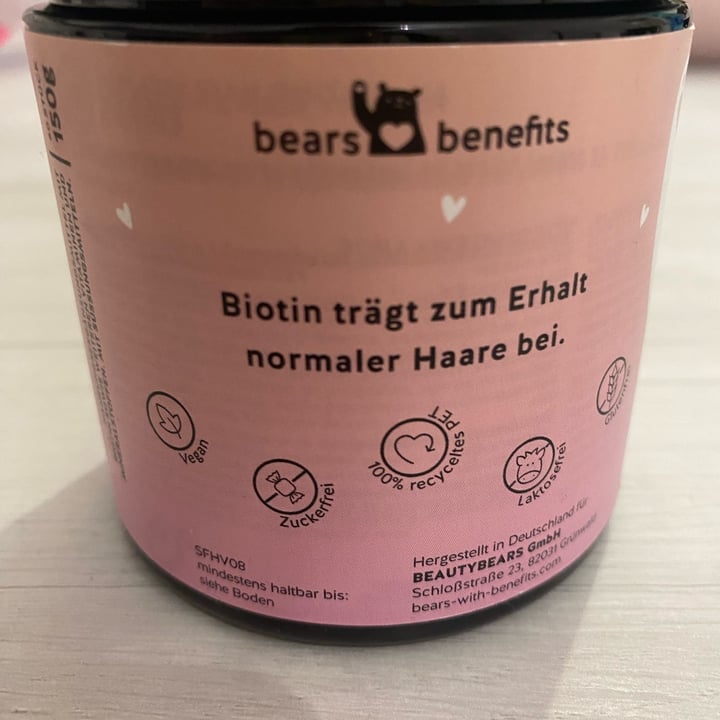 bears benefits
Biotin trägt zum Erhalt
normaler Haare bei.
Vegan
Zuckerfrei
100% recyceltes PET
Laktosefrei
Glutenfrei
SFHV08
mindestens haltbar bis:
siehe Boden
Hergestellt in Deutschland für
BEAUTYBEARS GmbH
Schloßstraße 23, 82031 Grünwald
bears-with-benefits.com
150g